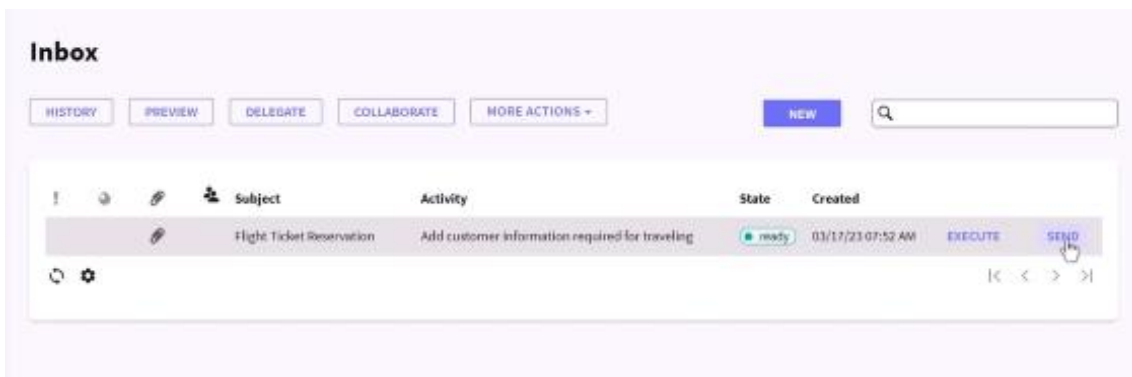 Inbox
HISTORY PREVIEW DELEGATE COLLABORATE MORE ACTIONS NEW
! Subject Activity State Created
Flight Ticket Reservation Add customer information required for traveling ready 03/17/23 07:52 AM EXECUTE SEND